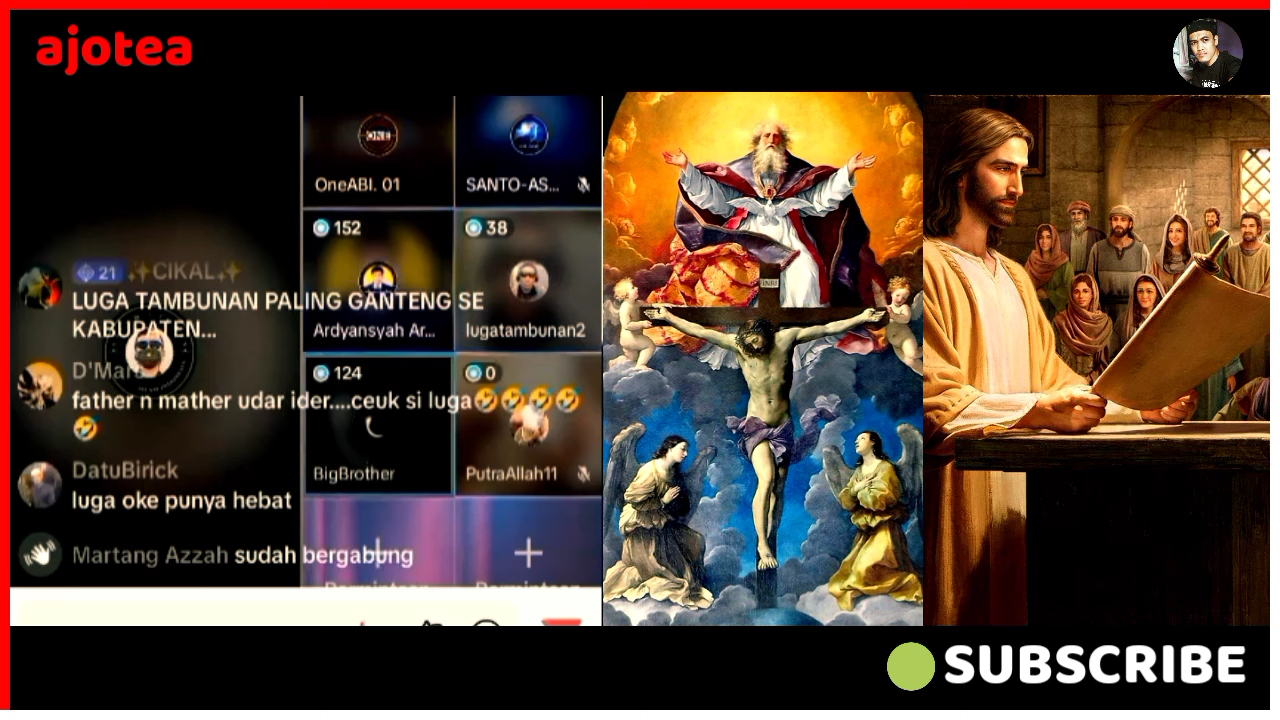 ajotea
OneABI. 01
SANTO-AS...
152
38
21 ✨CIKAL✨
LUGA TAMBUNAN PALING GANTENG SE
KABUPATEN...
Ardyansyah Ar...
lugatambunan2
D'Mart
124
0
father n mather udar ider....ceuk si luga🤣🤣🤣🤣
🤣
BigBrother
PutraAllah11
DatuBirick
luga oke punya hebat
Martang Azzah sudah bergabung
INRI
SUBSCRIBE